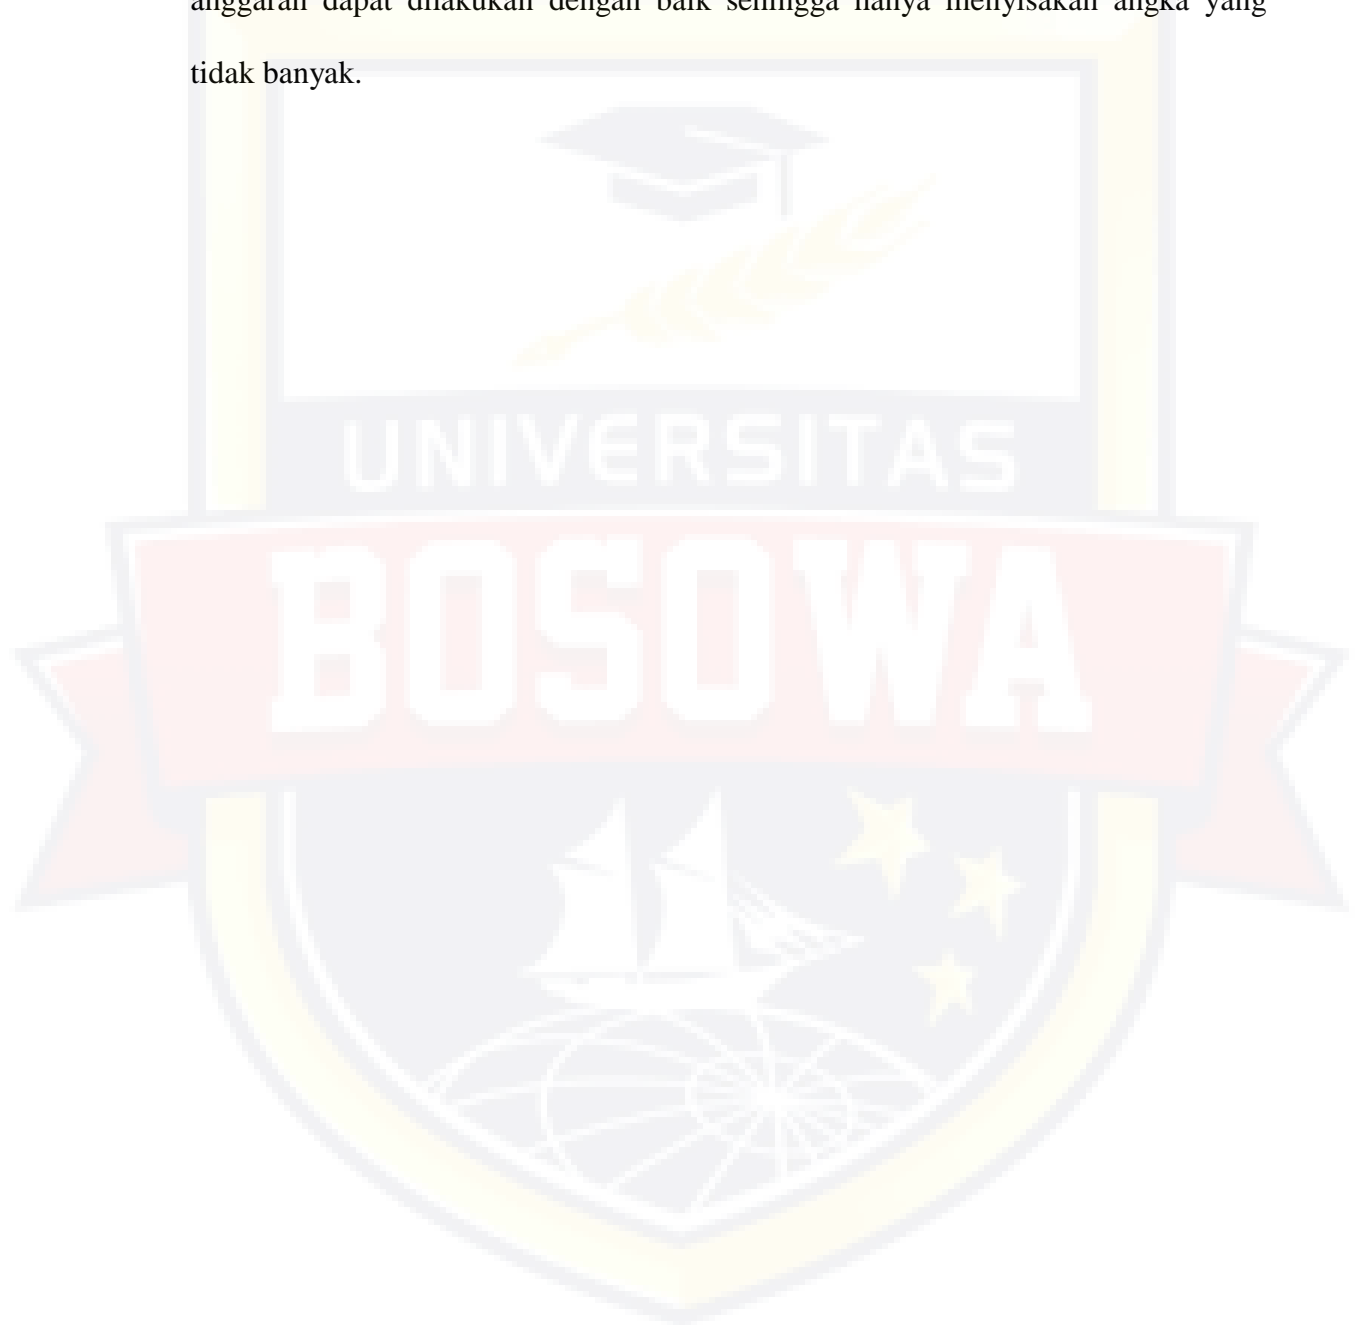 anggaran dapat dilakukan dengan baik sehingga hanya menyisakan angka yang
tidak banyak.
UNIVERSITAS
BOSOWA